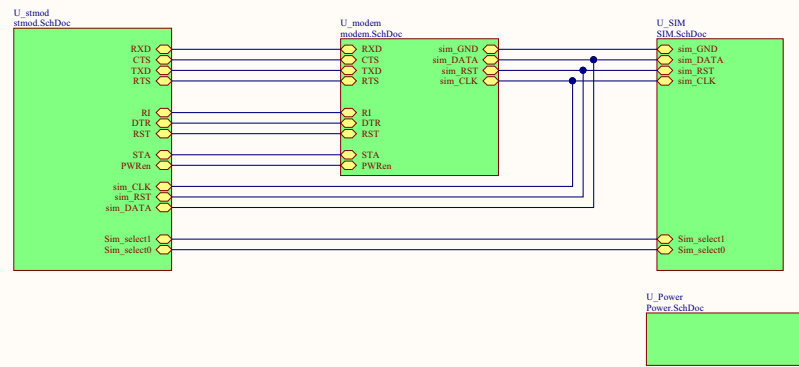 U_stmod
stmod.SchDoc
RXD
CTS
TXD
RTS
RI
DTR
RST
STA
PWRen
sim_CLK
sim_RST
sim_DATA
Sim_select1
Sim_select0
U_modem
modem.SchDoc
RXD
CTS
TXD
RTS
RI
DTR
RST
STA
PWRen
sim_GND
sim_DATA
sim_RST
sim_CLK
U_SIM
SIM.SchDoc
sim_GND
sim_DATA
sim_RST
sim_CLK
Sim_select1
Sim_select0
U_Power
Power.SchDoc